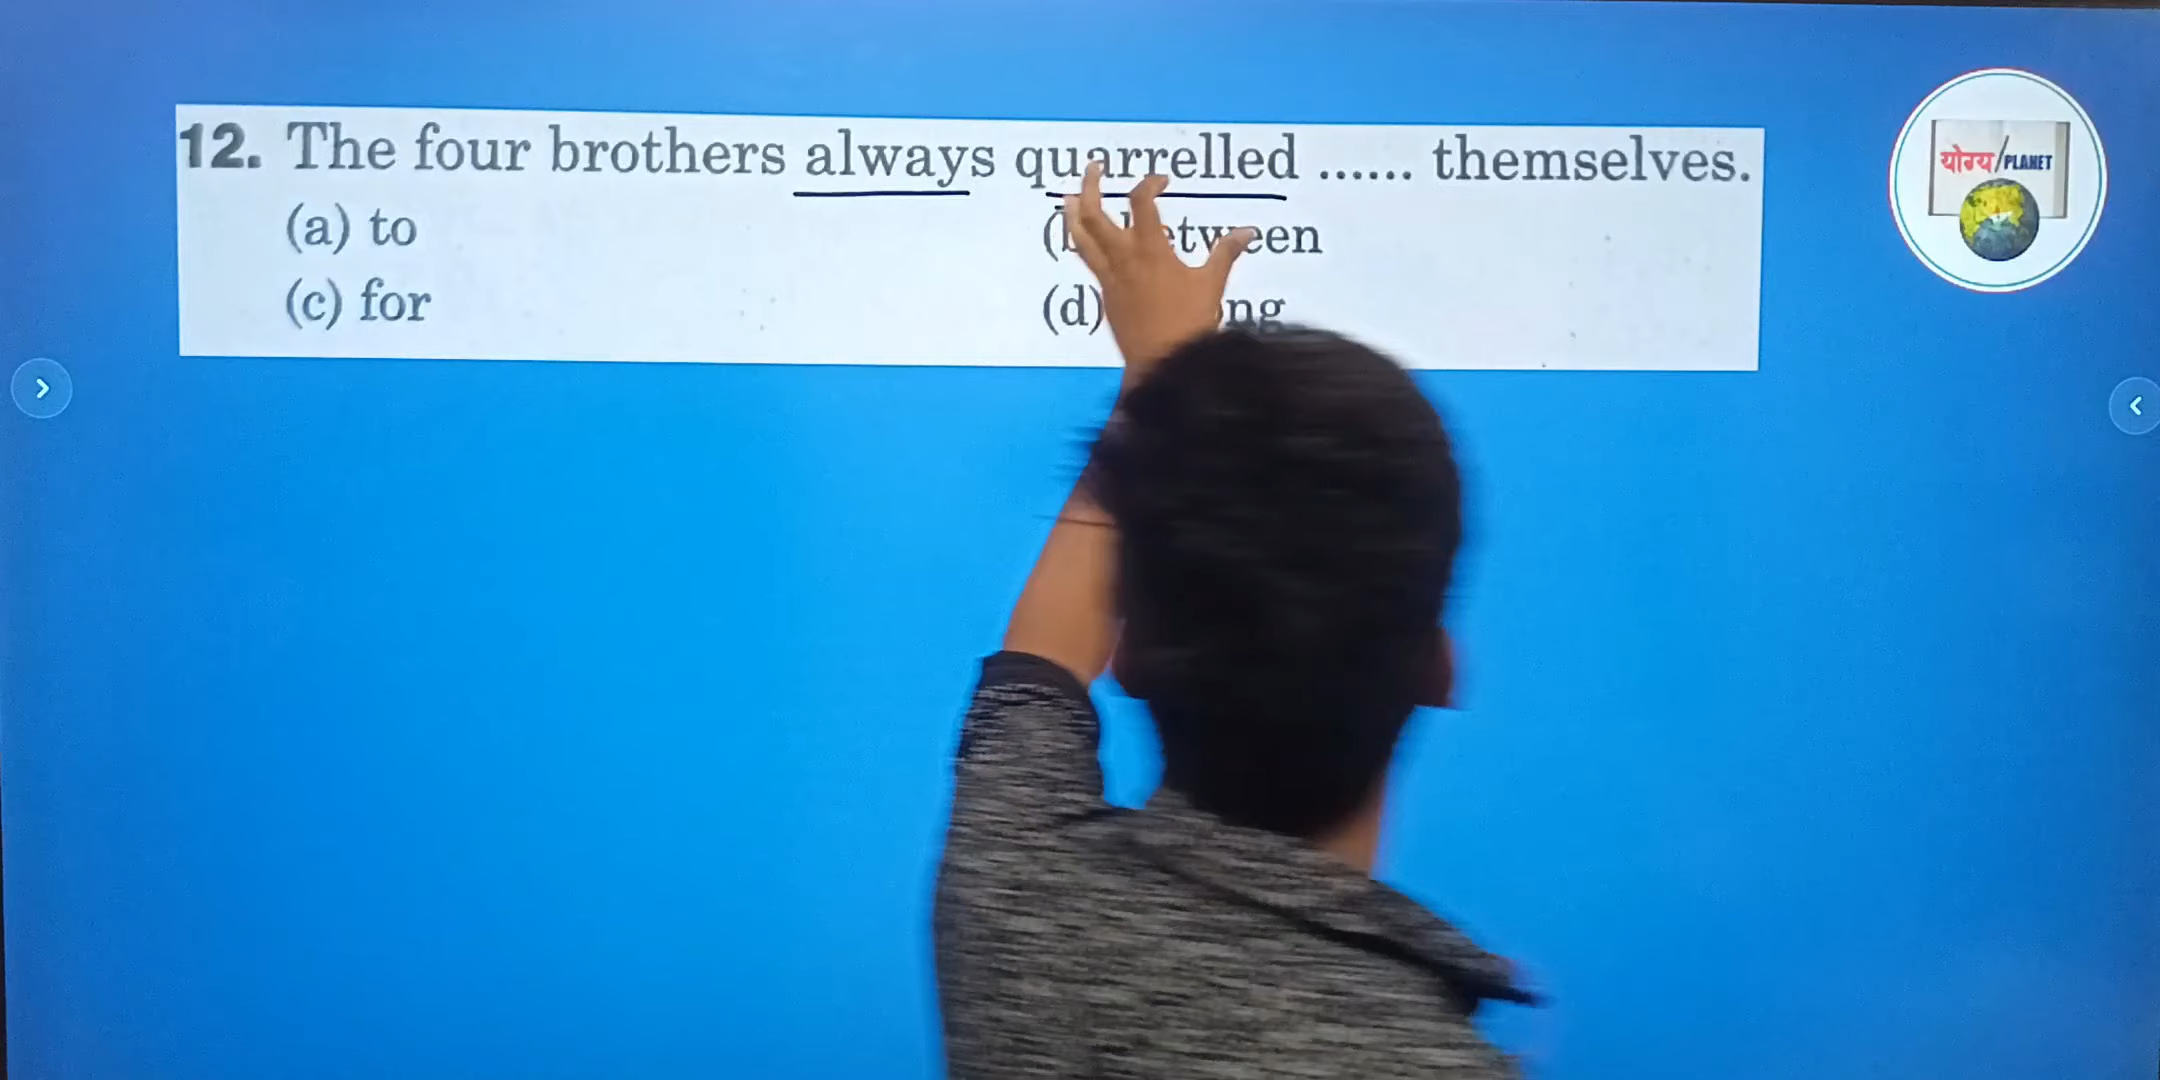 12. The four brothers always quarrelled ...... themselves.
(a) to
(c) for (d)
योग्य/PLANET